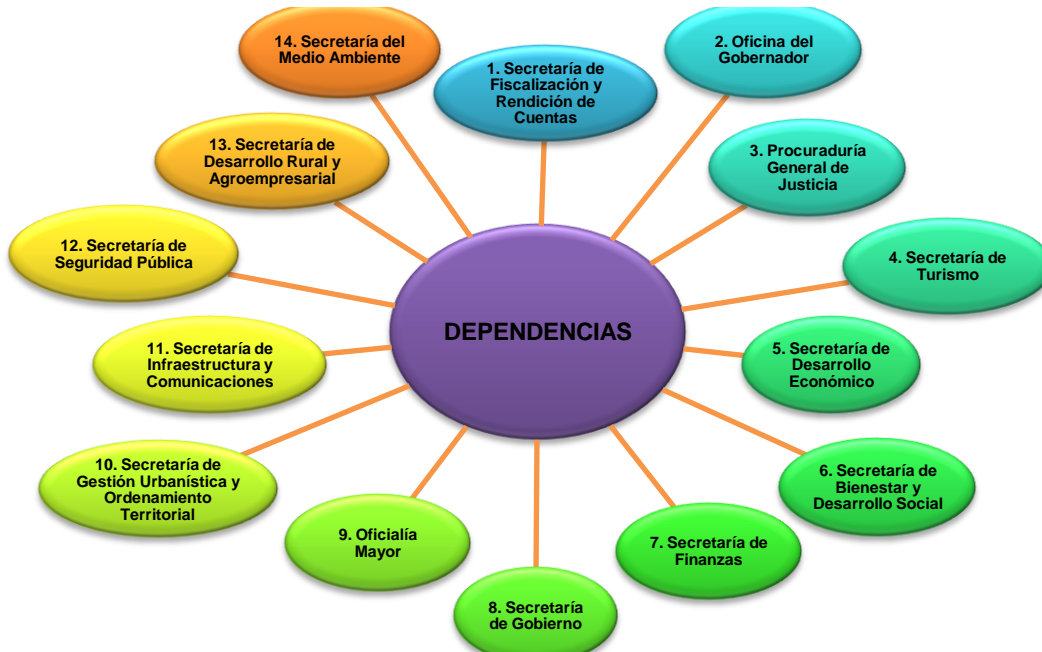 14. Secretaría del
Medio Ambiente
1. Secretaría de
Fiscalización y
Rendición de
Cuentas
2. Oficina del
Gobernador
13. Secretaría de
Desarrollo Rural y
Agroempresarial
3. Procuraduría
General de
Justicia
12. Secretaría de
Seguridad Pública
4. Secretaría de
Turismo
DEPENDENCIAS
11. Secretaría de
Infraestructura y
Comunicaciones
5. Secretaría de
Desarrollo
Económico
10. Secretaría de
Gestión Urbanística y
Ordenamiento
Territorial
6. Secretaría de
Bienestar y
Desarrollo Social
9. Oficialía
Mayor
7. Secretaría de
Finanzas
8. Secretaría
de Gobierno